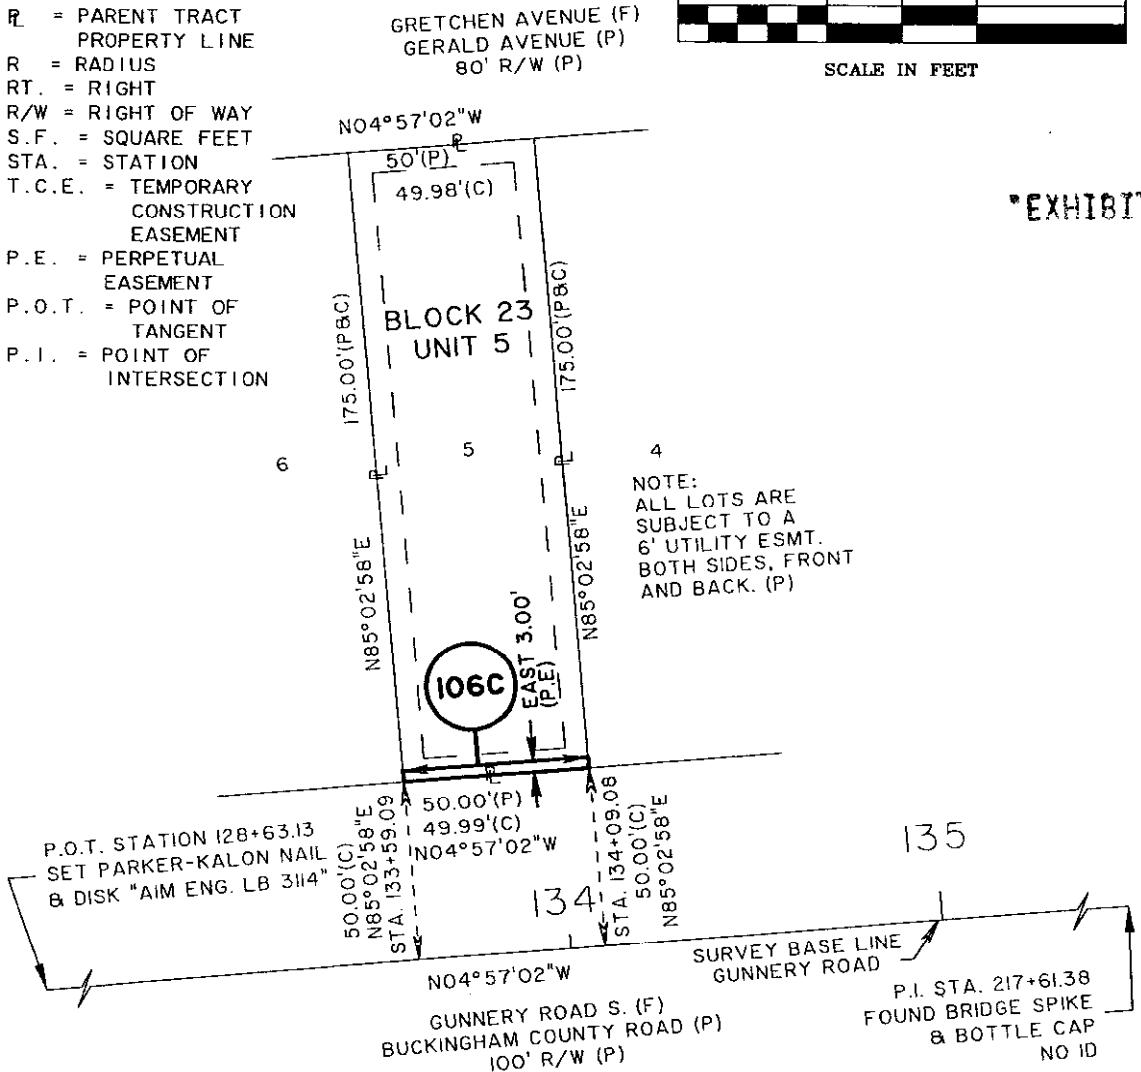 P̲L = PARENT TRACT
PROPERTY LINE
R = RADIUS
RT. = RIGHT
R/W = RIGHT OF WAY
S.F. = SQUARE FEET
STA. = STATION
T.C.E. = TEMPORARY
CONSTRUCTION
EASEMENT
P.E. = PERPETUAL
EASEMENT
P.O.T. = POINT OF
TANGENT
P.I. = POINT OF
INTERSECTION
GRETCHEN AVENUE (F)
GERALD AVENUE (P)
80' R/W (P)
SCALE IN FEET
"EXHIBIT
N04°57'02"W
PL
50'(P)
49.98'(C)
175.00'(P&C)
BLOCK 23
UNIT 5
175.00'(P&C)
6
PL
5
PL
4
NOTE:
ALL LOTS ARE
SUBJECT TO A
6' UTILITY ESMT.
BOTH SIDES, FRONT
AND BACK. (P)
N85°02'58"E
N85°02'58"E
106C
EAST 3.00'
(P.E)
PL
50.00'(P)
49.99'(C)
N04°57'02"W
50.00'(C)
N85°02'58"E
STA. 133+59.09
STA. 134+09.08
50.00'(C)
N85°02'58"E
P.O.T. STATION 128+63.13
SET PARKER-KALON NAIL
& DISK "AIM ENG. LB 3114"
134
135
SURVEY BASE LINE
GUNNERY ROAD
N04°57'02"W
GUNNERY ROAD S. (F)
BUCKINGHAM COUNTY ROAD (P)
100' R/W (P)
P.I. STA. 217+61.38
FOUND BRIDGE SPIKE
& BOTTLE CAP
NO ID